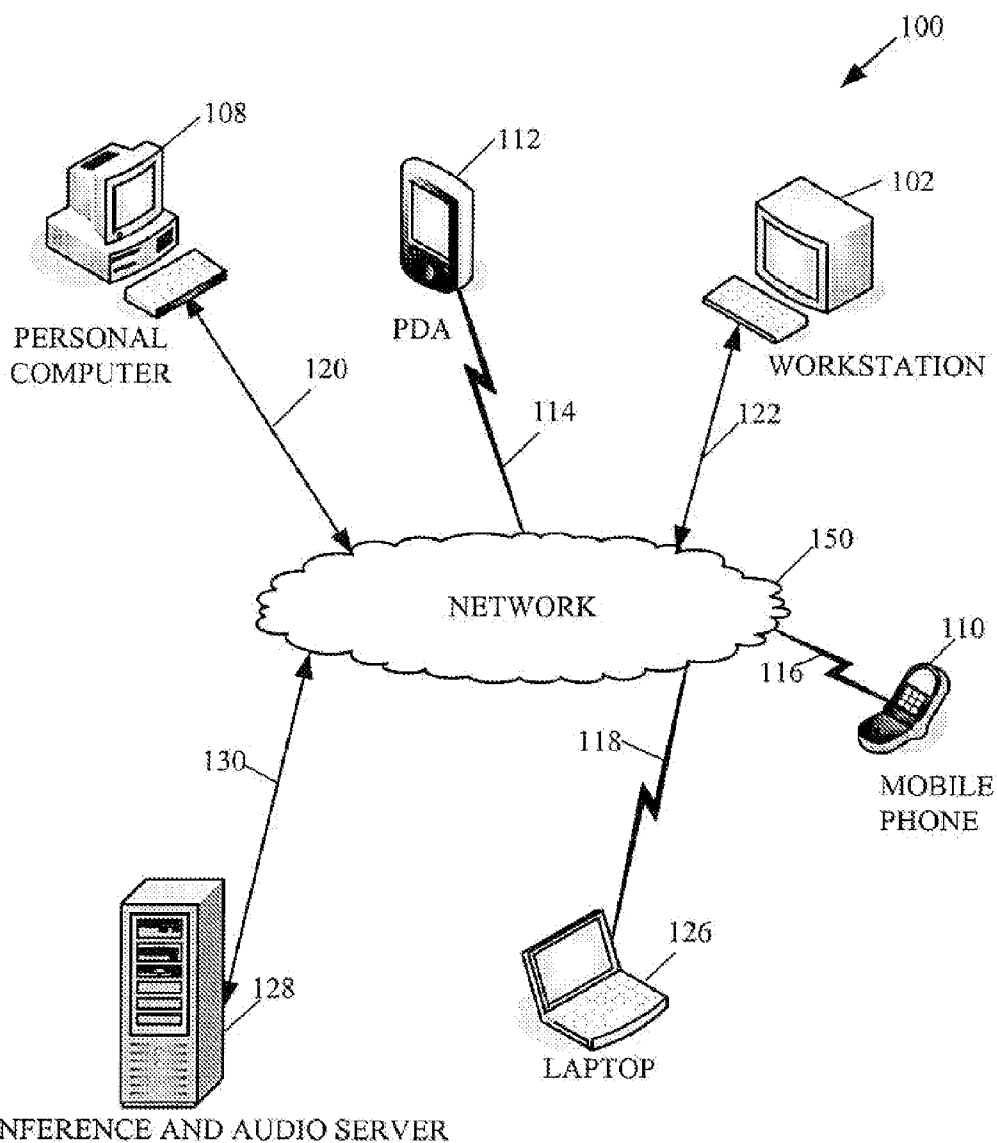 100
108
112
102
PERSONAL
COMPUTER
PDA
WORKSTATION
120
114
122
150
NETWORK
110
116
118
130
MOBILE
PHONE
126
128
LAPTOP
NFERENCE AND AUDIO SERVER